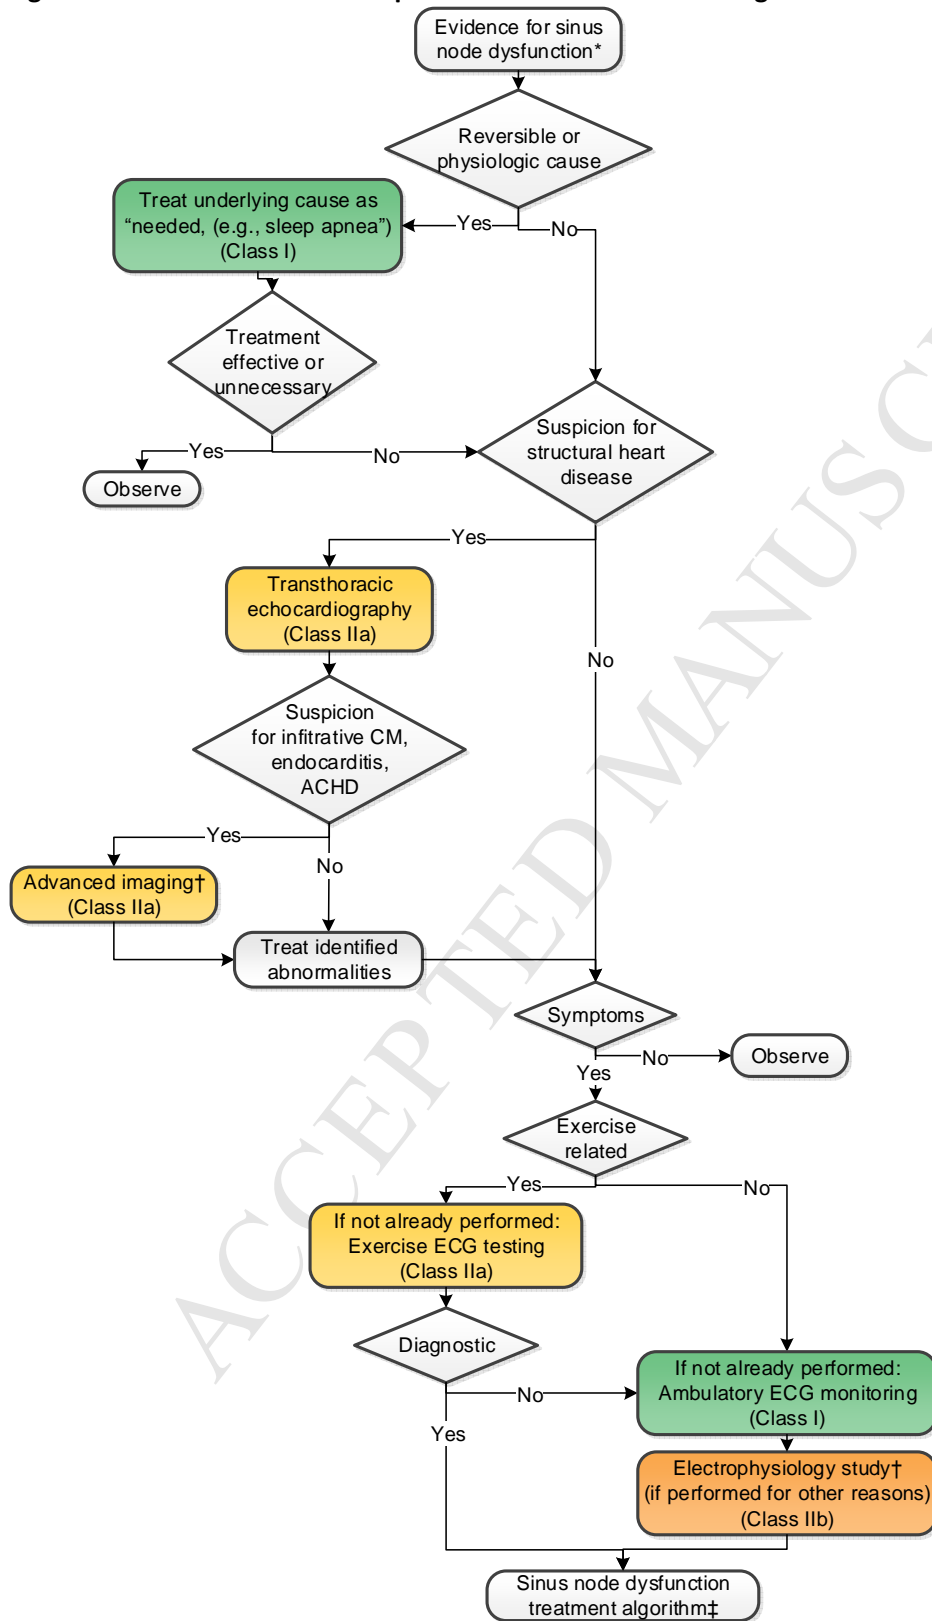 Evidence for sinus
node dysfunction*
Reversible or
physiologic cause
Yes
No
Treat underlying cause as
“needed, (e.g., sleep apnea”)
(Class I)
Treatment
effective or
unnecessary
Yes
No
Observe
Suspicion for
structural heart
disease
Yes
No
Transthoracic
echocardiography
(Class IIa)
Suspicion
for infitrative CM,
endocarditis,
ACHD
Yes
No
Advanced imaging†
(Class IIa)
Treat identified
abnormalities
Symptoms
No
Observe
Yes
Exercise
related
Yes
No
If not already performed:
Exercise ECG testing
(Class IIa)
Diagnostic
No
Yes
If not already performed:
Ambulatory ECG monitoring
(Class I)
Electrophysiology study†
(if performed for other reasons)
(Class IIb)
Sinus node dysfunction
treatment algorithm‡